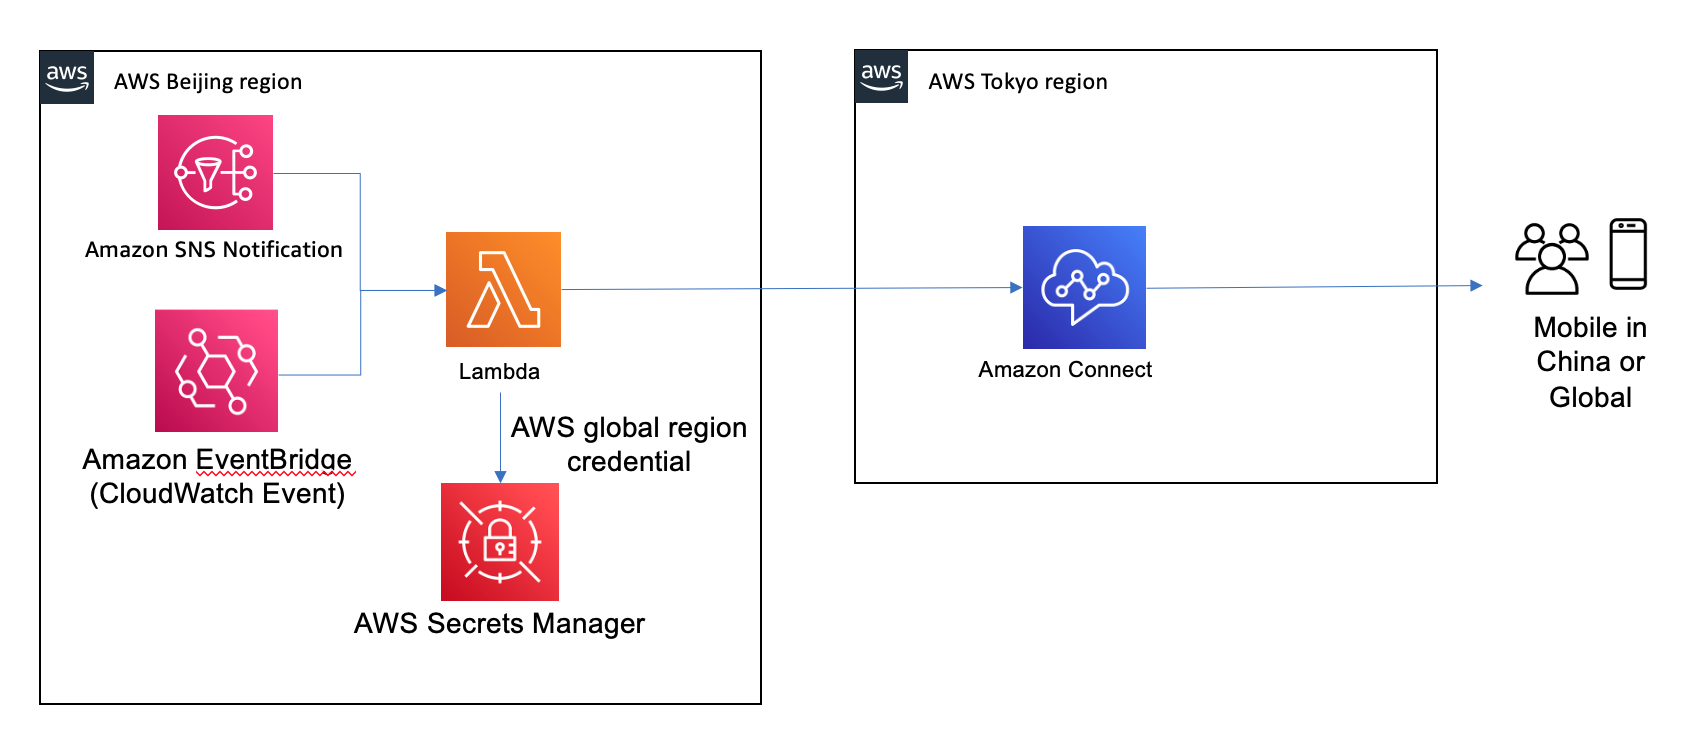 aws
AWS Beijing region
Amazon SNS Notification
Amazon EventBridge
(CloudWatch Event)
Lambda
AWS global region
credential
AWS Secrets Manager
aws
AWS Tokyo region
Amazon Connect
Mobile in
China or
Global